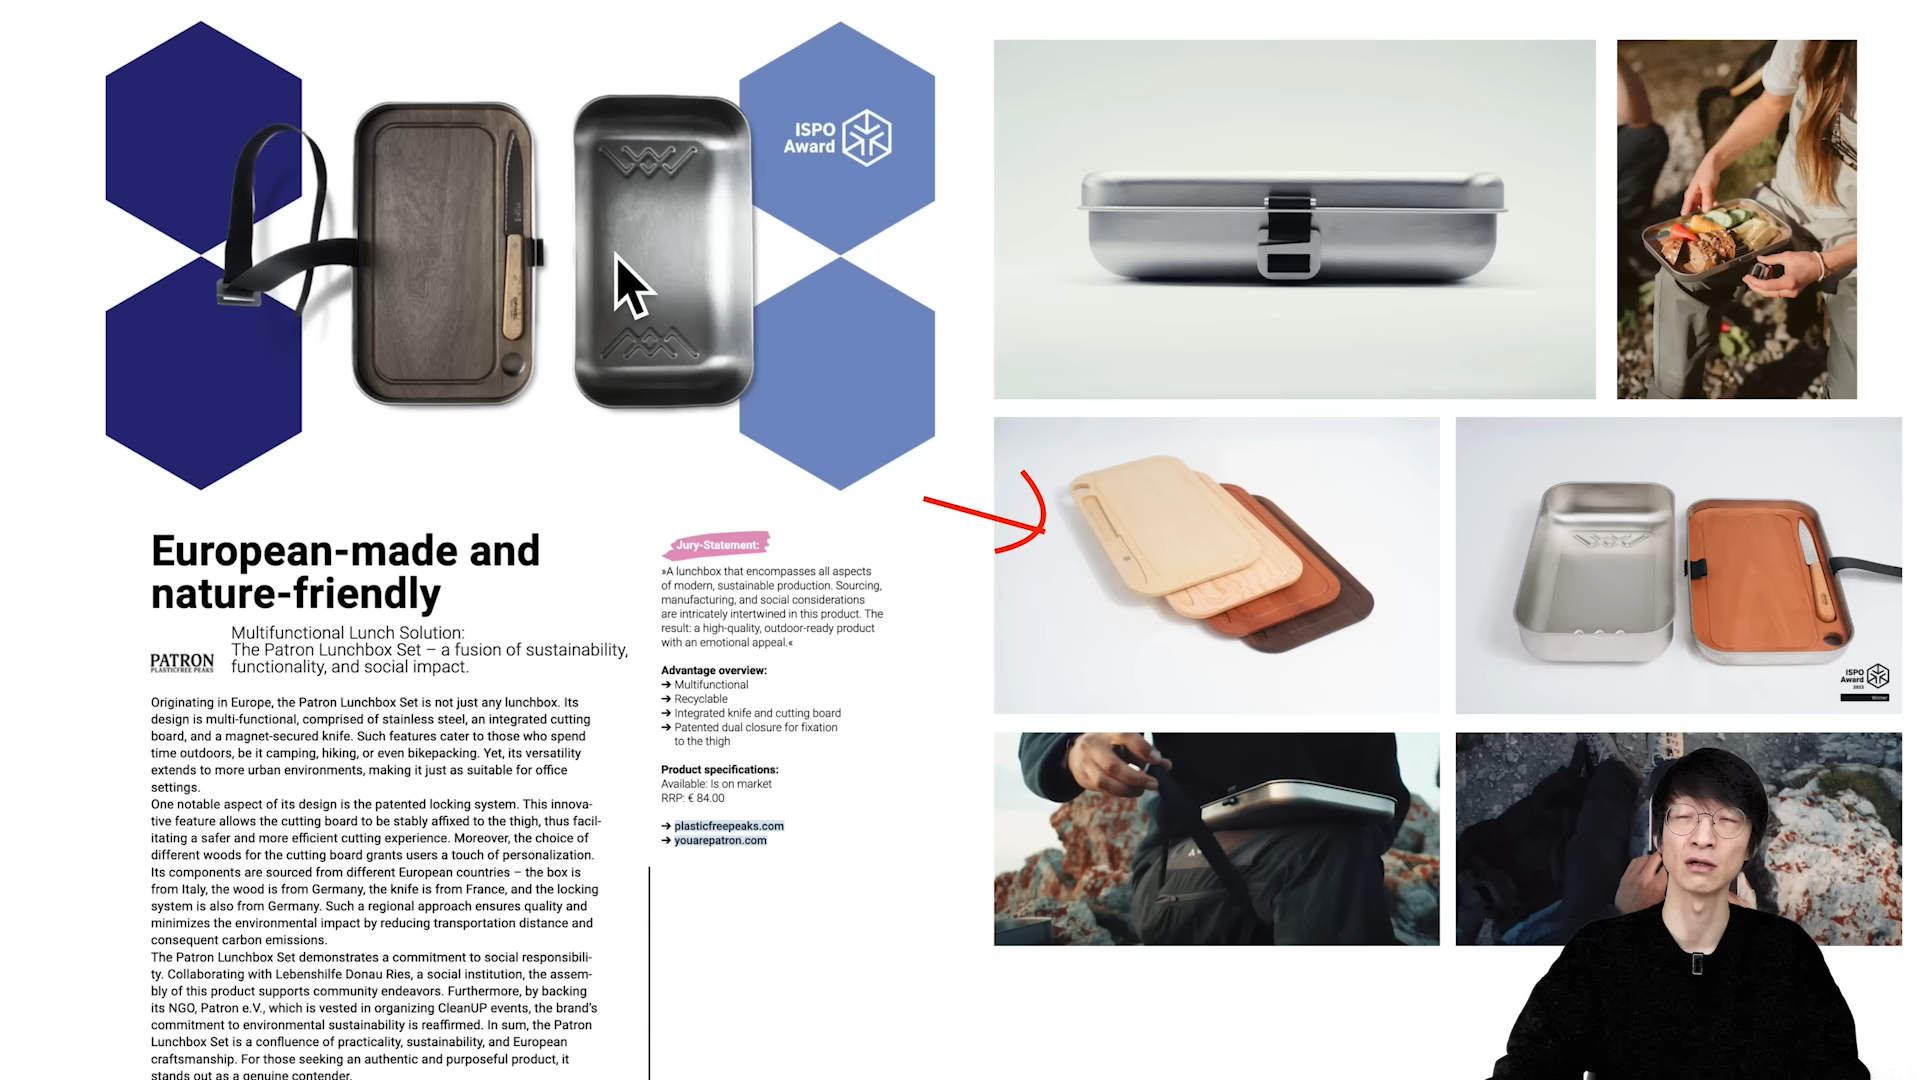 ISPO
Award
European-made and
nature-friendly
PATRON
PLASTICFREE PEAKS
Multifunctional Lunch Solution:
The Patron Lunchbox Set – a fusion of sustainability,
functionality, and social impact.
Originating in Europe, the Patron Lunchbox Set is not just any lunchbox. Its
design is multi-functional, comprised of stainless steel, an integrated cutting
board, and a magnet-secured knife. Such features cater to those who spend
time outdoors, be it camping, hiking, or even bikepacking. Yet, its versatility
extends to more urban environments, making it just as suitable for office
settings.
One notable aspect of its design is the patented locking system. This innova-
tive feature allows the cutting board to be stably affixed to the thigh, thus facil-
itating a safer and more efficient cutting experience. Moreover, the choice of
different woods for the cutting board grants users a touch of personalization.
Its components are sourced from different European countries – the box is
from Italy, the wood is from Germany, the knife is from France, and the locking
system is also from Germany. Such a regional approach ensures quality and
minimizes the environmental impact by reducing transportation distance and
consequent carbon emissions.
The Patron Lunchbox Set demonstrates a commitment to social responsibili-
ty. Collaborating with Lebenshilfe Donau Ries, a social institution, the assem-
bly of this product supports community endeavors. Furthermore, by backing
its NGO, Patron e.V., which is vested in organizing CleanUP events, the brand's
commitment to environmental sustainability is reaffirmed. In sum, the Patron
Lunchbox Set is a confluence of practicality, sustainability, and European
craftsmanship. For those seeking an authentic and purposeful product, it
stands out as a genuine contender.
Jury-Statement:
»A lunchbox that encompasses all aspects
of modern, sustainable production. Sourcing,
manufacturing, and social considerations
are intricately intertwined in this product. The
result: a high-quality, outdoor-ready product
with an emotional appeal.«
Advantage overview:
➔ Multifunctional
➔ Recyclable
➔ Integrated knife and cutting board
➔ Patented dual closure for fixation
to the thigh
Product specifications:
Available: Is on market
RRP: € 84.00
➔ plasticfreepeaks.com
➔ youarepatron.com
ISPO
Award
2023
Winner